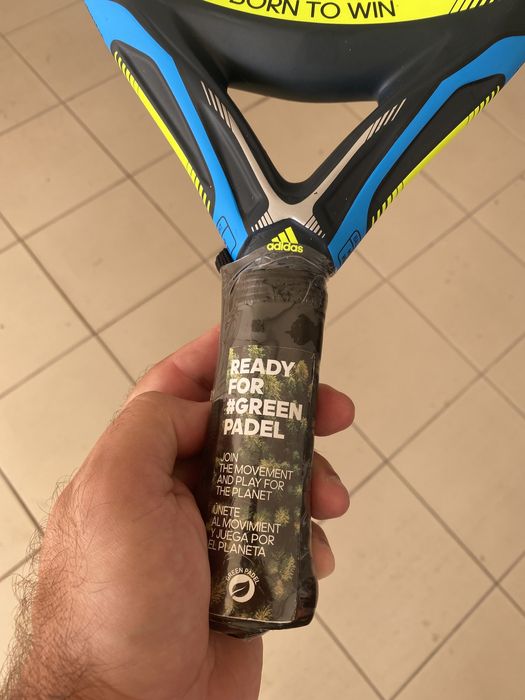 BORN TO WIN
adidas
READY
FOR
#GREEN
PADEL
JOIN
THE MOVEMENT
AND PLAY FOR
THE PLANET
ÚNETE
AL MOVIMIENT
Y JUEGA POR
EL PLANETA
GREEN PADEL